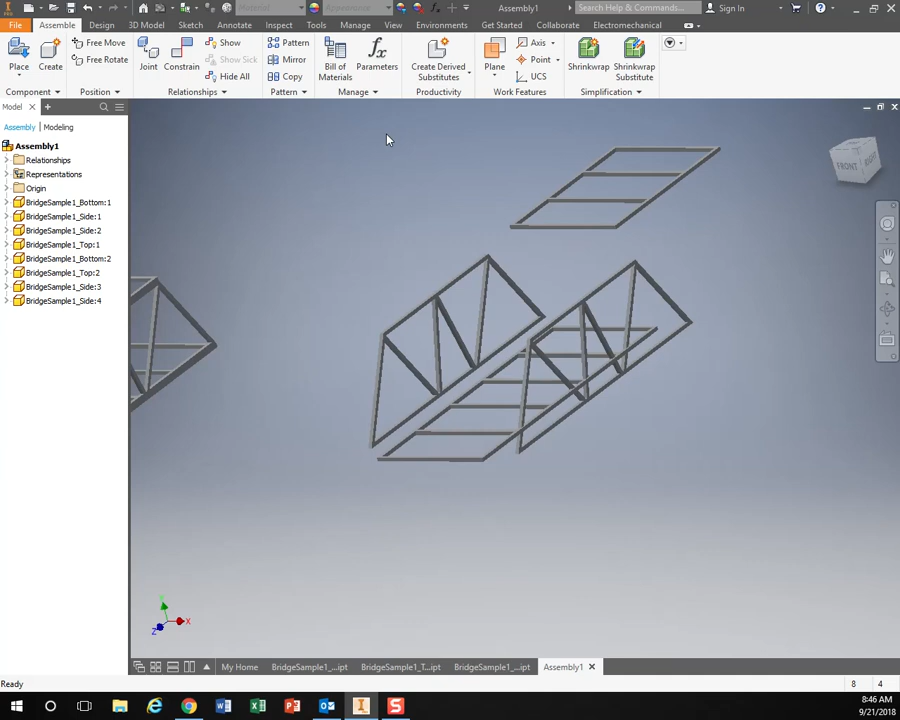 Material
Appearance
Assembly1
Search Help & Commands...
Sign In
File
Assemble
Design
3D Model
Sketch
Annotate
Inspect
Tools
Manage
View
Environments
Get Started
Collaborate
Electromechanical
Place
Create
Free Move
Free Rotate
Joint
Constrain
Show
Show Sick
Hide All
Pattern
Mirror
Copy
Bill of
Materials
Parameters
Create Derived
Substitutes
Plane
Axis
Point
UCS
Shrinkwrap
Shrinkwrap
Substitute
Component
Position
Relationships
Pattern
Manage
Productivity
Work Features
Simplification
Model
Assembly | Modeling
Assembly1
Relationships
Representations
Origin
BridgeSample1_Bottom:1
BridgeSample1_Side:1
BridgeSample1_Side:2
BridgeSample1_Top:1
BridgeSample1_Bottom:2
BridgeSample1_Top:2
BridgeSample1_Side:3
BridgeSample1_Side:4
FRONT
RIGHT
Y
X
Z
My Home
BridgeSample1_...ipt
BridgeSample1_T...ipt
BridgeSample1_...ipt
Assembly1
Ready
8
4
8:46 AM
9/21/2018